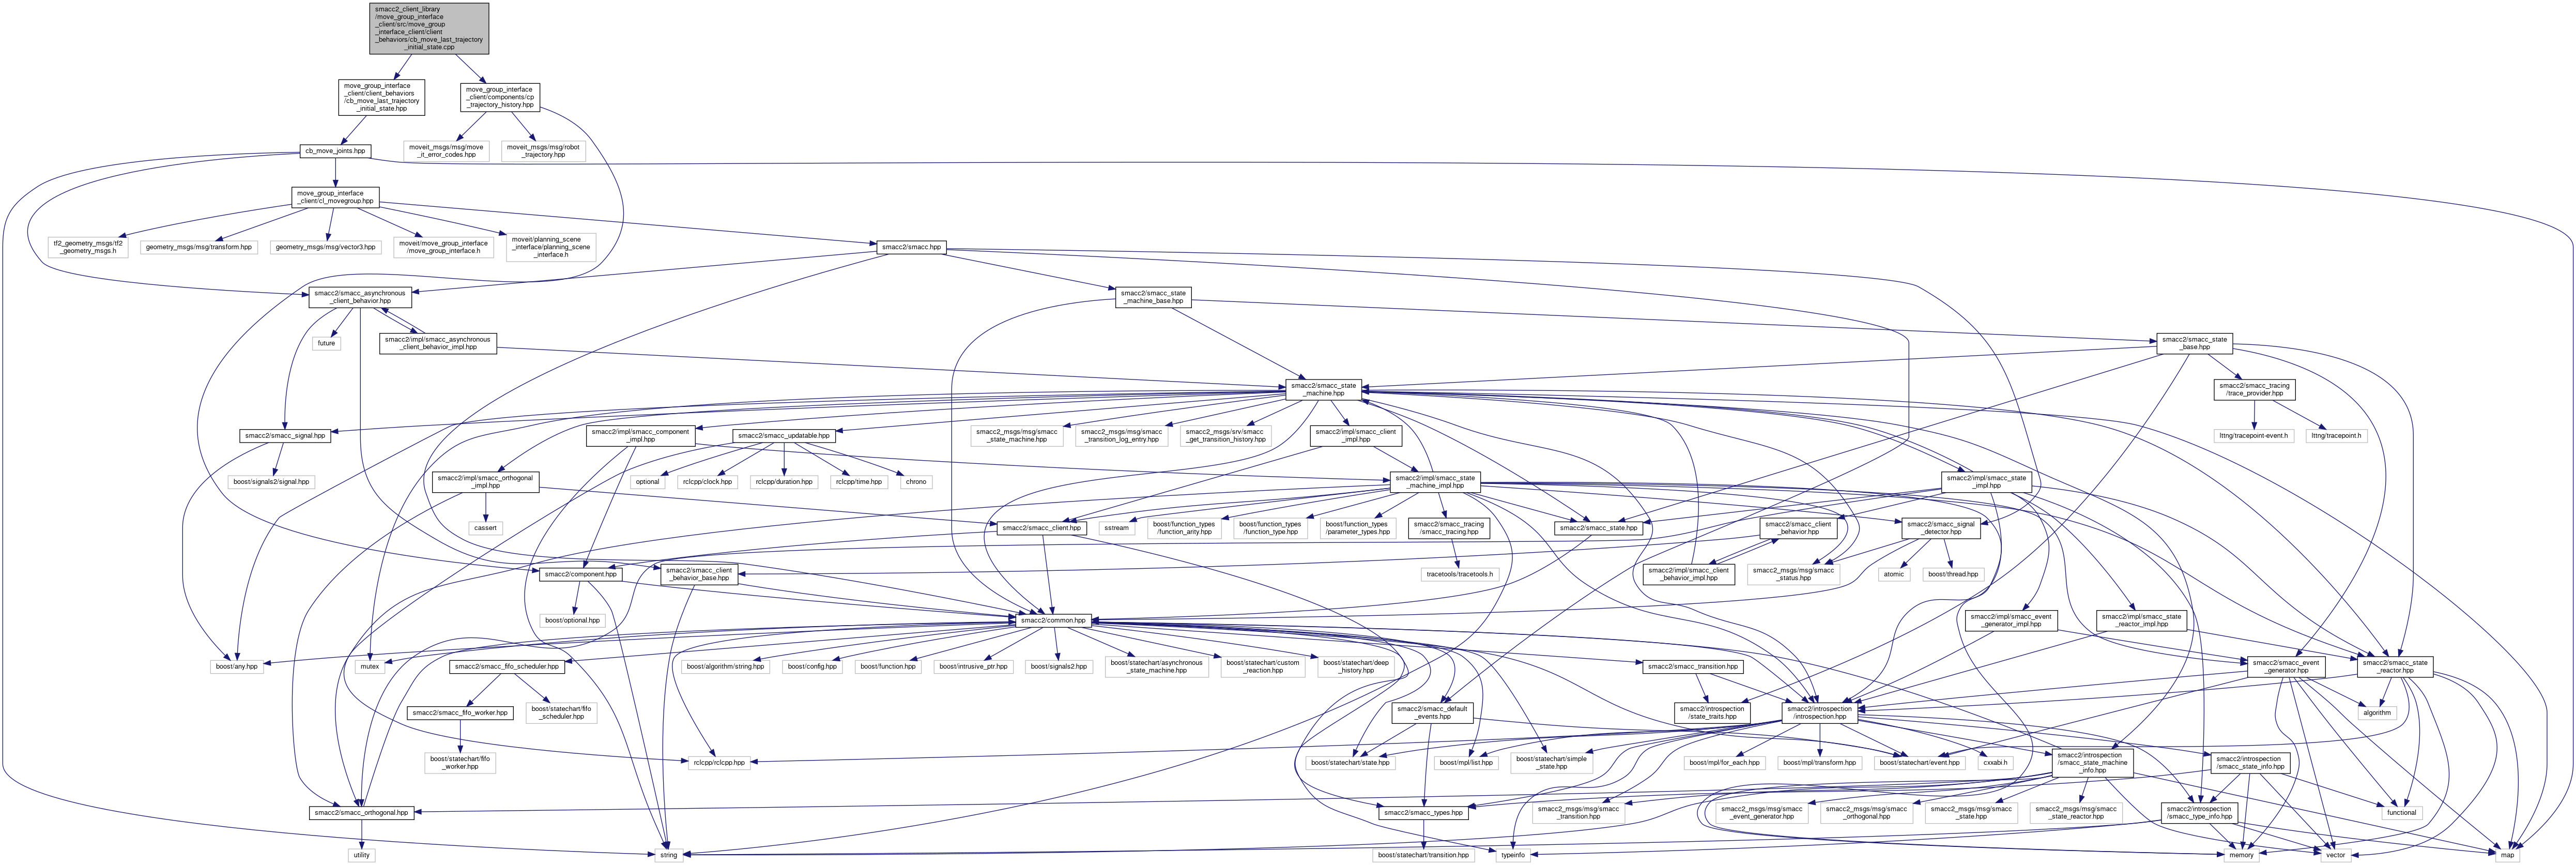 smacc2_client_library
/move_group_interface
_client/src/move_group
_interface_client/client
_behaviors/cb_move_last_trajectory
_initial_state.cpp
move_group_interface
_client/client_behaviors
/cb_move_last_trajectory
_initial_state.hpp
move_group_interface
_client/components/cp
_trajectory_history.hpp
cb_move_joints.hpp
moveit_msgs/msg/move
_it_error_codes.hpp
moveit_msgs/msg/robot
_trajectory.hpp
move_group_interface
_client/cl_movegroup.hpp
tf2_geometry_msgs/tf2
_geometry_msgs.h
geometry_msgs/msg/transform.hpp
geometry_msgs/msg/vector3.hpp
moveit/move_group_interface
/move_group_interface.h
moveit/planning_scene
_interface/planning_scene
_interface.h
smacc2/smacc.hpp
smacc2/smacc_asynchronous
_client_behavior.hpp
smacc2/smacc_state
_machine_base.hpp
future
smacc2/impl/smacc_asynchronous
_client_behavior_impl.hpp
smacc2/smacc_state
_base.hpp
smacc2/smacc_state
_machine.hpp
smacc2/smacc_tracing
/trace_provider.hpp
smacc2/smacc_signal.hpp
smacc2/impl/smacc_component
_impl.hpp
smacc2/smacc_updatable.hpp
smacc2_msgs/msg/smacc
_state_machine.hpp
smacc2_msgs/msg/smacc
_transition_log_entry.hpp
smacc2_msgs/srv/smacc
_get_transition_history.hpp
smacc2/impl/smacc_client
_impl.hpp
lttng/tracepoint-event.h
lttng/tracepoint.h
boost/signals2/signal.hpp
smacc2/impl/smacc_orthogonal
_impl.hpp
optional
rclcpp/clock.hpp
rclcpp/duration.hpp
rclcpp/time.hpp
chrono
smacc2/impl/smacc_state
_machine_impl.hpp
smacc2/impl/smacc_state
_impl.hpp
cassert
smacc2/smacc_client.hpp
sstream
boost/function_types
/function_arity.hpp
boost/function_types
/function_type.hpp
boost/function_types
/parameter_types.hpp
smacc2/smacc_tracing
/smacc_tracing.hpp
smacc2/smacc_state.hpp
smacc2/smacc_client
_behavior.hpp
smacc2/smacc_signal
_detector.hpp
smacc2/component.hpp
smacc2/smacc_client
_behavior_base.hpp
tracetools/tracetools.h
smacc2/impl/smacc_client
_behavior_impl.hpp
smacc2_msgs/msg/smacc
_status.hpp
atomic
boost/thread.hpp
boost/optional.hpp
smacc2/common.hpp
smacc2/impl/smacc_event
_generator_impl.hpp
smacc2/impl/smacc_state
_reactor_impl.hpp
boost/any.hpp
mutex
smacc2/smacc_fifo_scheduler.hpp
boost/algorithm/string.hpp
boost/config.hpp
boost/function.hpp
boost/intrusive_ptr.hpp
boost/signals2.hpp
boost/statechart/asynchronous
_state_machine.hpp
boost/statechart/custom
_reaction.hpp
boost/statechart/deep
_history.hpp
smacc2/smacc_transition.hpp
smacc2/smacc_event
_generator.hpp
smacc2/smacc_state
_reactor.hpp
smacc2/smacc_fifo_worker.hpp
boost/statechart/fifo
_scheduler.hpp
smacc2/smacc_default
_events.hpp
smacc2/introspection
/state_traits.hpp
smacc2/introspection
/introspection.hpp
algorithm
boost/statechart/fifo
_worker.hpp
rclcpp/rclcpp.hpp
boost/statechart/state.hpp
boost/mpl/list.hpp
boost/statechart/simple
_state.hpp
boost/mpl/for_each.hpp
boost/mpl/transform.hpp
boost/statechart/event.hpp
cxxabi.h
smacc2/introspection
/smacc_state_machine
_info.hpp
smacc2/introspection
/smacc_state_info.hpp
smacc2/smacc_orthogonal.hpp
smacc2/smacc_types.hpp
smacc2_msgs/msg/smacc
_transition.hpp
smacc2_msgs/msg/smacc
_event_generator.hpp
smacc2_msgs/msg/smacc
_orthogonal.hpp
smacc2_msgs/msg/smacc
_state.hpp
smacc2_msgs/msg/smacc
_state_reactor.hpp
smacc2/introspection
/smacc_type_info.hpp
functional
utility
string
boost/statechart/transition.hpp
typeinfo
memory
vector
map